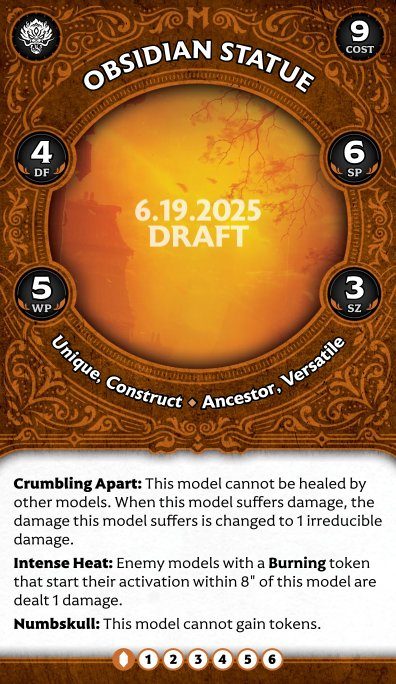 9
COST
OBSIDIAN STATUE
4
DF
6
SP
6.19.2025
DRAFT
5
WP
3
SZ
Unique, Construct ◆ Ancestor, Versatile
Crumbling Apart: This model cannot be healed by
other models. When this model suffers damage, the
damage this model suffers is changed to 1 irreducible
damage.
Intense Heat: Enemy models with a Burning token
that start their activation within 8" of this model are
dealt 1 damage.
Numbskull: This model cannot gain tokens.
1 2 3 4 5 6